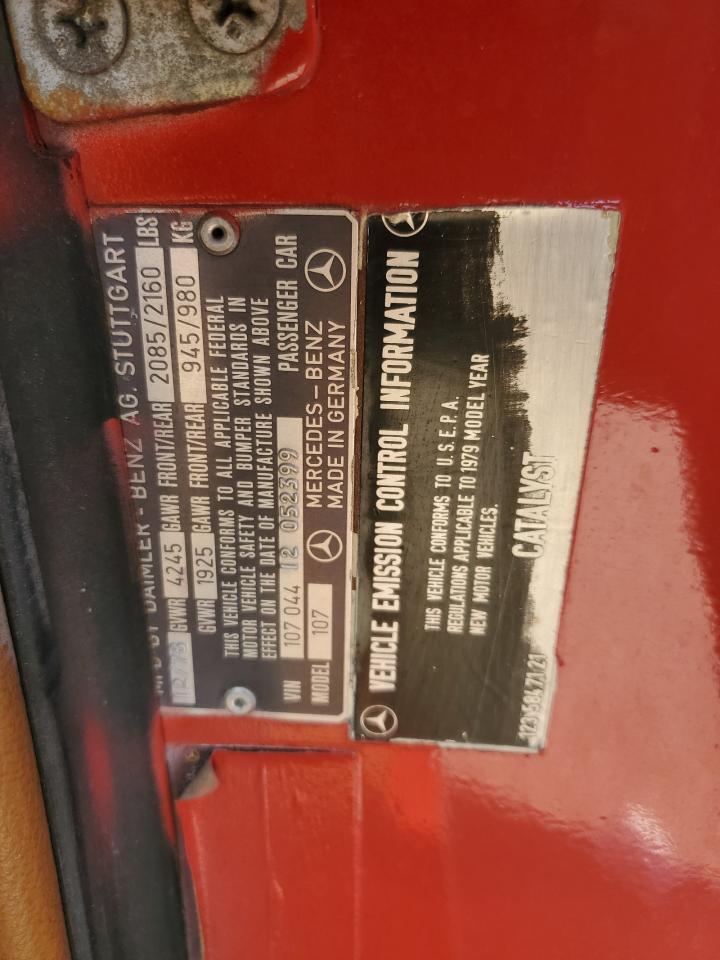 MFD BY DAIMLER - BENZ AG. STUTTGART
GVWR 4245 GAWR FRONT/REAR 2085/2160 LBS
GVWR 1925 GAWR FRONT/REAR 945/980 KG
THIS VEHICLE CONFORMS TO ALL APPLICABLE FEDERAL
MOTOR VEHICLE SAFETY AND BUMPER STANDARDS IN
EFFECT ON THE DATE OF MANUFACTURE SHOWN ABOVE
VIN 107 044 12 052399 PASSENGER CAR
MODEL 107 MERCEDES-BENZ
MADE IN GERMANY
VEHICLE EMISSION CONTROL INFORMATION
THIS VEHICLE CONFORMS TO U.S.E.P.A.
REGULATIONS APPLICABLE TO 1979 MODEL YEAR
NEW MOTOR VEHICLES.
CATALYST
123 584 71 21